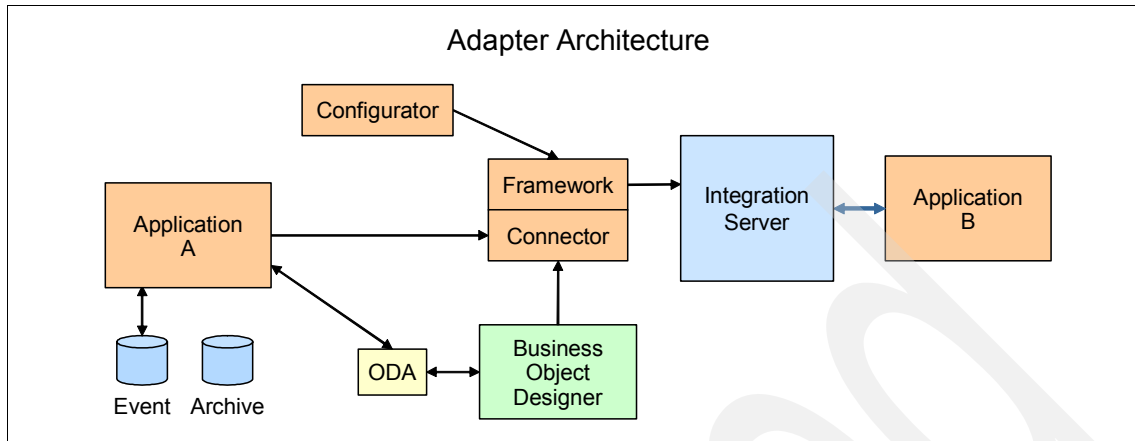 Adapter Architecture
Configurator
Framework
Connector
Integration
Server
Application
B
Application
A
Business
Object
Designer
ODA
Event
Archive